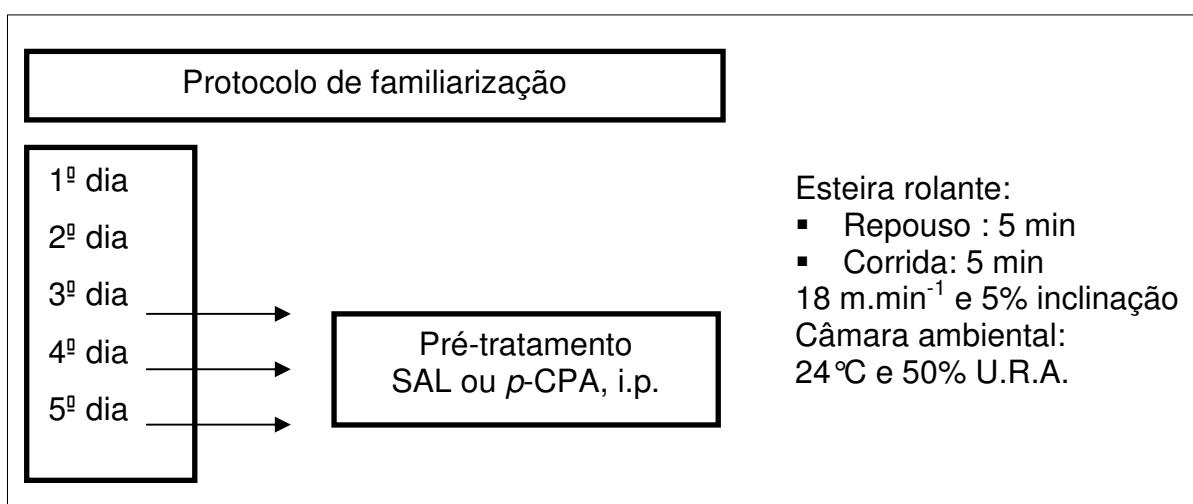 Protocolo de familiarização
1º dia
2º dia
3º dia
4º dia
5º dia
Pré-tratamento
SAL ou p-CPA, i.p.
Esteira rolante:
▪ Repouso : 5 min
▪ Corrida: 5 min
18 m.min⁻¹ e 5% inclinação
Câmara ambiental:
24°C e 50% U.R.A.